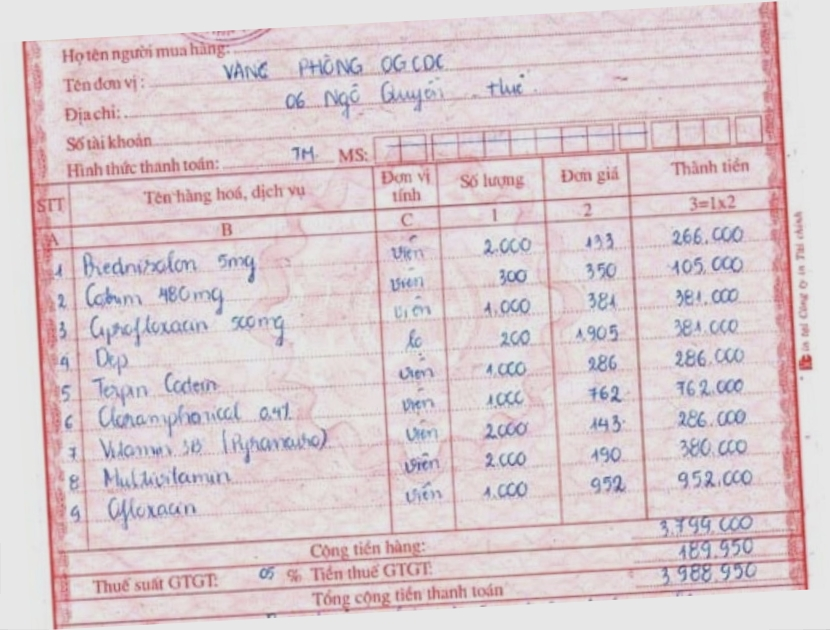 Họ tên người mua hàng:
Tên đơn vị: VĂNG PHÒNG OGCDC
Địa chỉ: 06 Ngô Quyền Huế
Số tài khoản
Hình thức thanh toán: TM. MS:
STT Tên hàng hoá, dịch vụ Đơn vị tính Số lượng Đơn giá Thành tiền
A B C 1 2 3=1x2
1 Prednisolon 5mg viên 2.000 133 266.000
2 Cotrim 480mg viên 300 350 105.000
3 Ciprofloxacin 500mg viên 1.000 381 381.000
4 Dep lọ 200 1.905 381.000
5 Terpin Codein viên 1.000 286 286.000
6 Cloramphonicol 0,4% viên 1.000 762 762.000
7 Vitamin 3B viên 2.000 143 286.000
8 Multivitamin viên 2.000 190 380.000
9 Ofloxacin viên 1.000 952 952.000
Cộng tiền hàng: 3.799.000
Thuế suất GTGT: 05 % Tiền thuế GTGT: 189.950
Tổng cộng tiền thanh toán 3.988.950
in tại Công ty in Tài chính